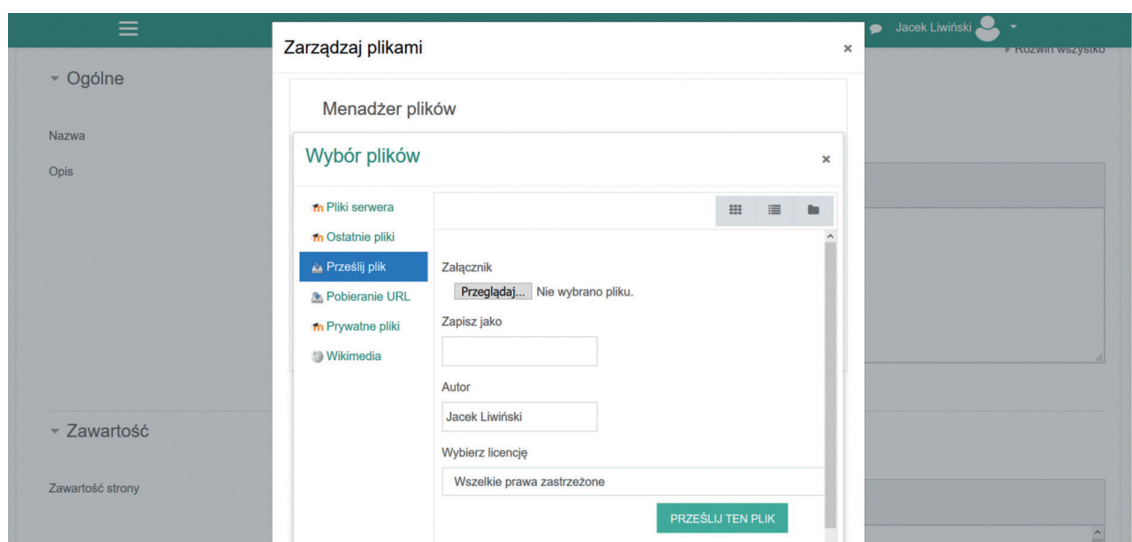 Jacek Liwiński
Rozwiń wszystko
Zarządzaj plikami
Ogólne
Menadżer plików
Nazwa
Opis
Wybór plików
Pliki serwera
Ostatnie pliki
Prześlij plik
Pobieranie URL
Prywatne pliki
Wikimedia
Załącznik
Przeglądaj... Nie wybrano pliku.
Zapisz jako
Autor
Jacek Liwiński
Wybierz licencję
Wszelkie prawa zastrzeżone
PRZEŚLIJ TEN PLIK
Zawartość
Zawartość strony